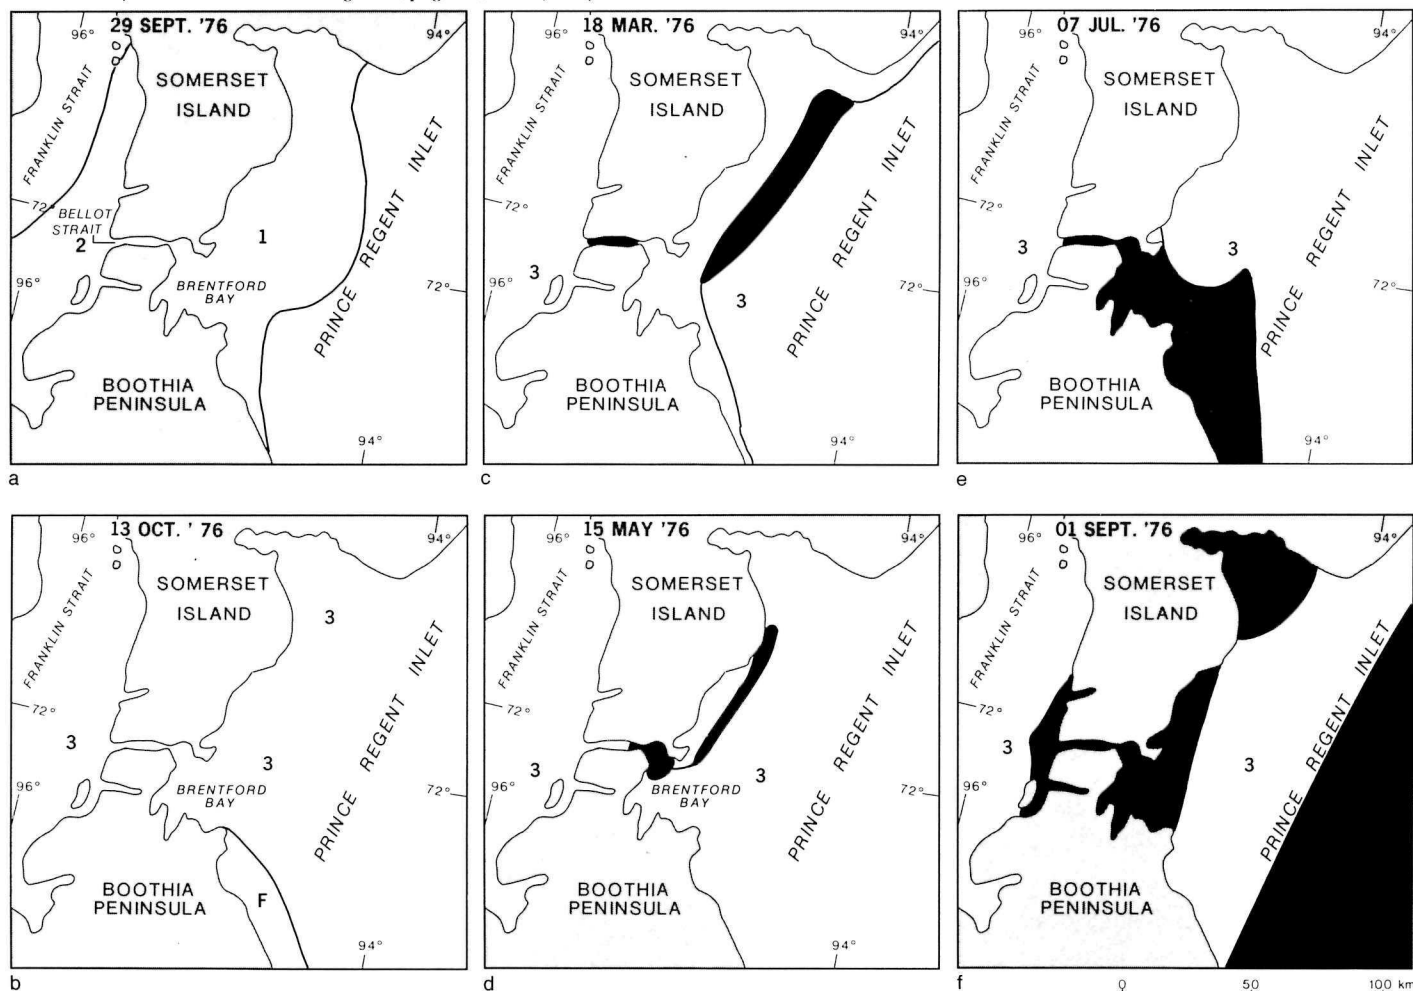 29 SEPT. '76
96°
94°
FRANKLIN STRAIT
SOMERSET
ISLAND
72°
BELLOT
STRAIT
2
1
PRINCE REGENT INLET
96°
BRENTFORD
BAY
72°
BOOTHIA
PENINSULA
94°
a
18 MAR. '76
96°
94°
FRANKLIN STRAIT
SOMERSET
ISLAND
72°
3
96°
3
PRINCE REGENT INLET
72°
BOOTHIA
PENINSULA
94°
c
07 JUL. '76
96°
94°
FRANKLIN STRAIT
SOMERSET
ISLAND
72°
3
3
PRINCE REGENT INLET
96°
72°
BOOTHIA
PENINSULA
94°
e
13 OCT. '76
96°
94°
FRANKLIN STRAIT
SOMERSET
ISLAND
3
72°
3
3
PRINCE REGENT INLET
96°
BRENTFORD
BAY
72°
BOOTHIA
PENINSULA
F
94°
b
15 MAY '76
96°
94°
FRANKLIN STRAIT
SOMERSET
ISLAND
72°
3
3
PRINCE REGENT INLET
96°
BRENTFORD
BAY
72°
BOOTHIA
PENINSULA
94°
d
01 SEPT. '76
96°
94°
FRANKLIN STRAIT
SOMERSET
ISLAND
72°
3
3
PRINCE REGENT INLET
96°
BOOTHIA
PENINSULA
f
0 50 100 km